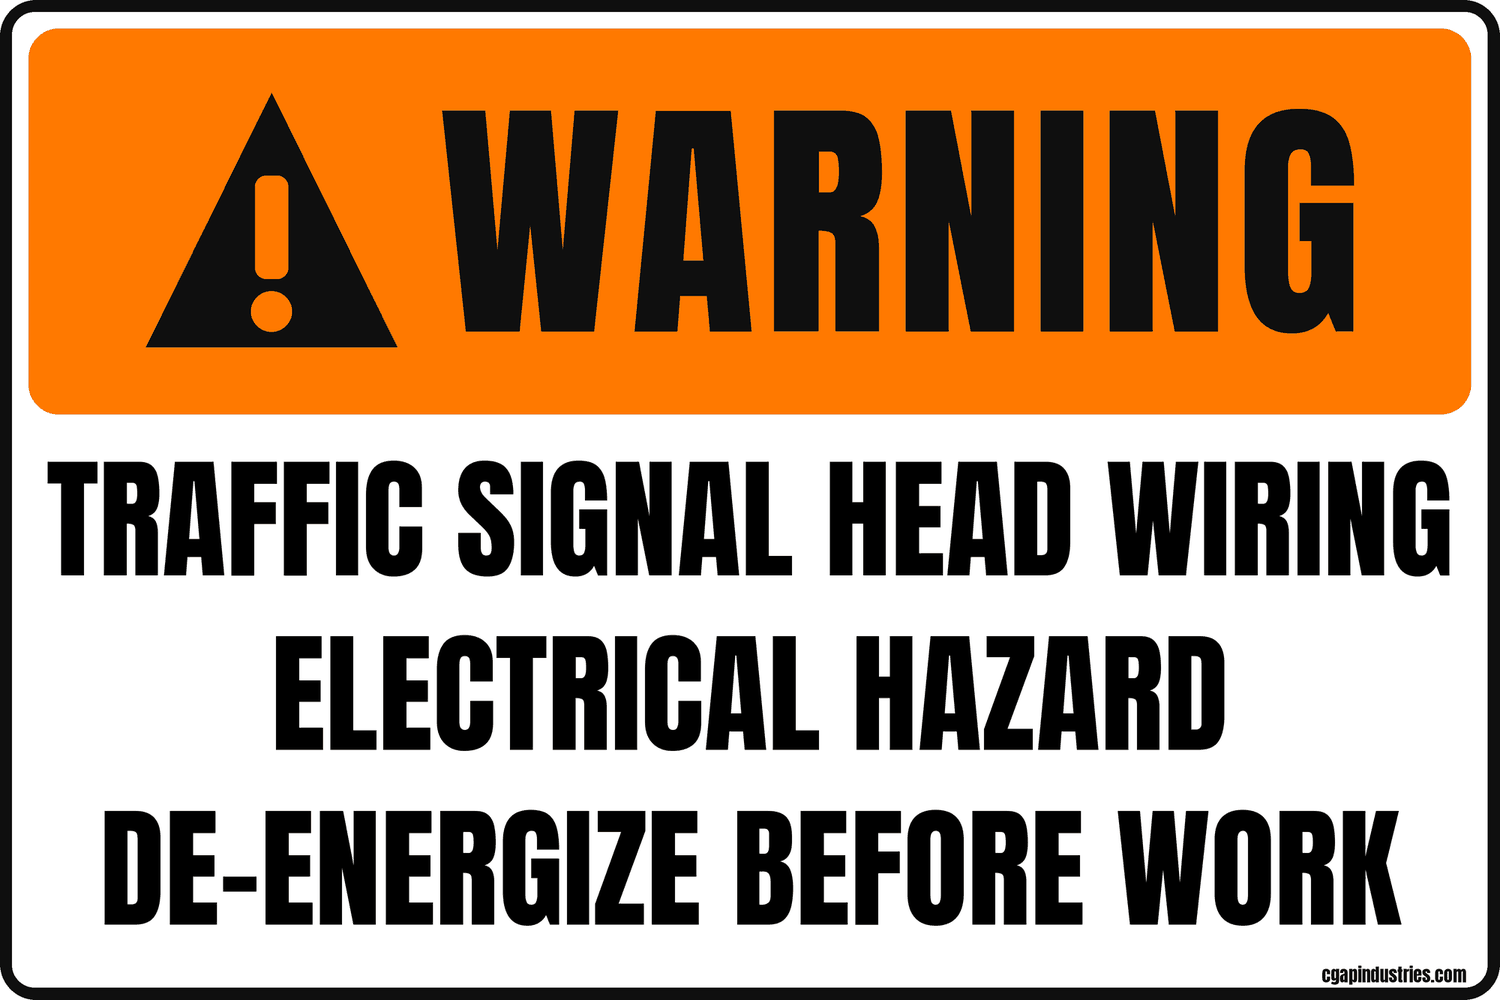 WARNING
TRAFFIC SIGNAL HEAD WIRING
ELECTRICAL HAZARD
DE-ENERGIZE BEFORE WORK
cgapindustries.com